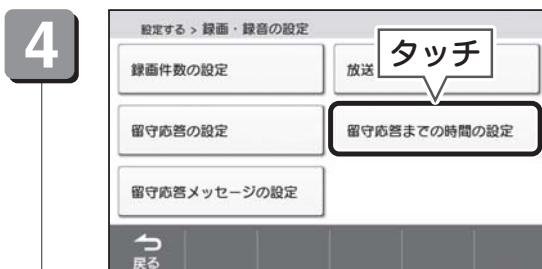 4
設定する > 録画・録音の設定
録画件数の設定
放送
タッチ
留守応答の設定
留守応答までの時間の設定
留守応答メッセージの設定
戻る